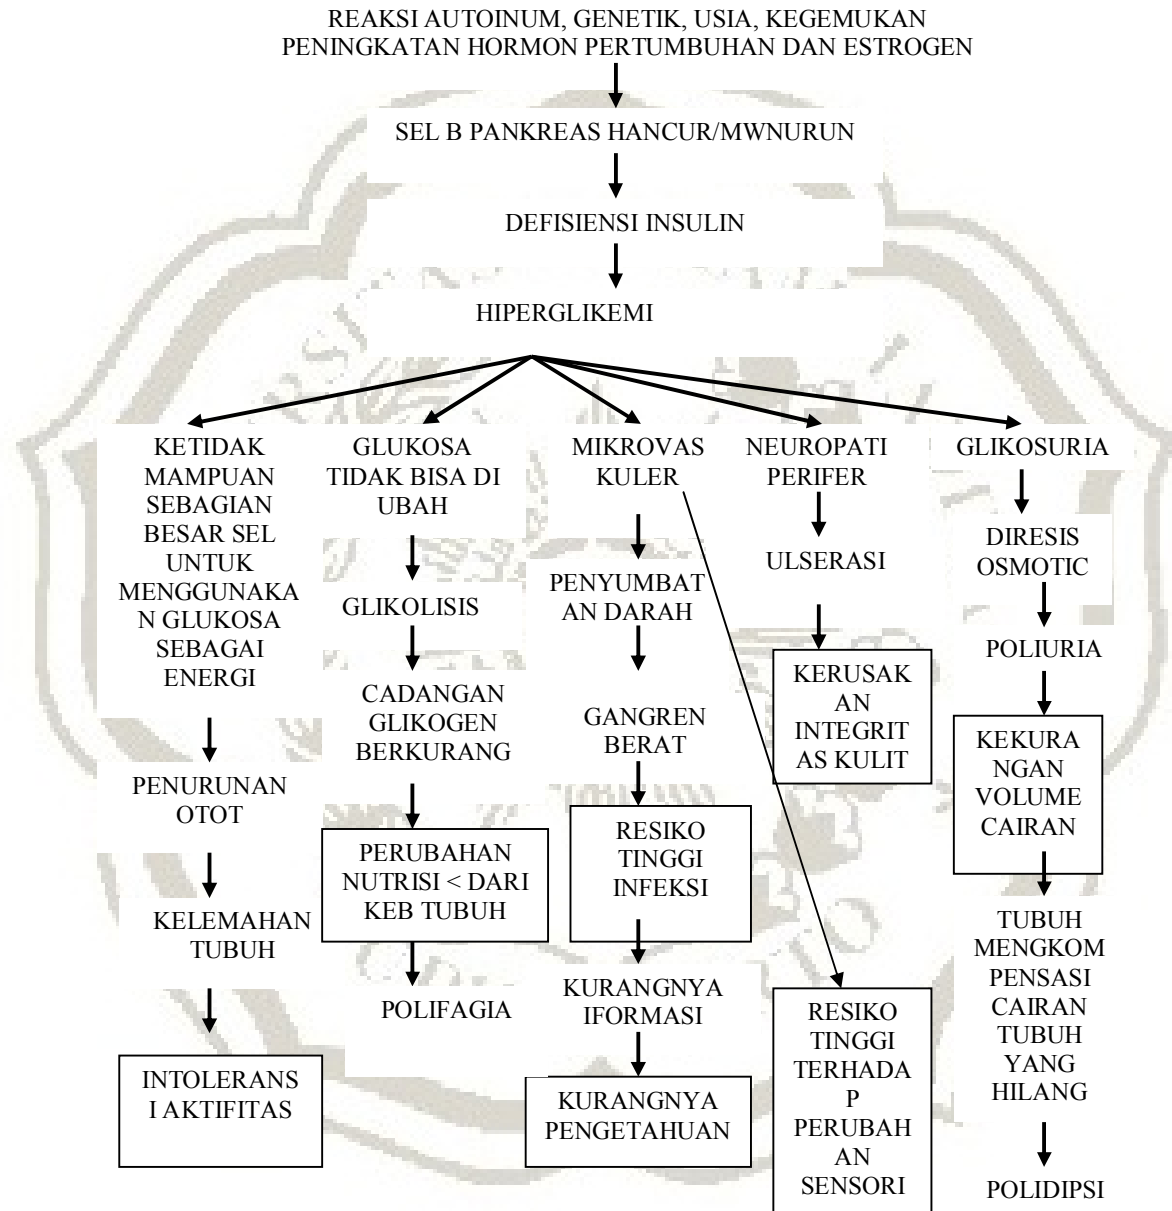 REAKSI AUTOINUM, GENETIK, USIA, KEGEMUKAN
PENINGKATAN HORMON PERTUMBUHAN DAN ESTROGEN
SEL B PANKREAS HANCUR/MWNURUN
DEFISIENSI INSULIN
HIPERGLIKEMI
KETIDAK
MAMPUAN
SEBAGIAN
BESAR SEL
UNTUK
MENGGUNAKA
N GLUKOSA
SEBAGAI
ENERGI
PENURUNAN
OTOT
KELEMAHAN
TUBUH
INTOLERANS
I AKTIFITAS
GLUKOSA
TIDAK BISA DI
UBAH
GLIKOLISIS
CADANGAN
GLIKOGEN
BERKURANG
PERUBAHAN
NUTRISI < DARI
KEB TUBUH
POLIFAGIA
MIKROVAS
KULER
PENYUMBAT
AN DARAH
GANGREN
BERAT
RESIKO
TINGGI
INFEKSI
KURANGNYA
IFORMASI
KURANGNYA
PENGETAHUAN
NEUROPATI
PERIFER
ULSERASI
KERUSAK
AN
INTEGRIT
AS KULIT
RESIKO
TINGGI
TERHADA
P
PERUBAH
AN
SENSORI
GLIKOSURIA
DIRESIS
OSMOTIC
POLIURIA
KEKURA
NGAN
VOLUME
CAIRAN
TUBUH
MENGKOM
PENSASI
CAIRAN
TUBUH
YANG
HILANG
POLIDIPSI